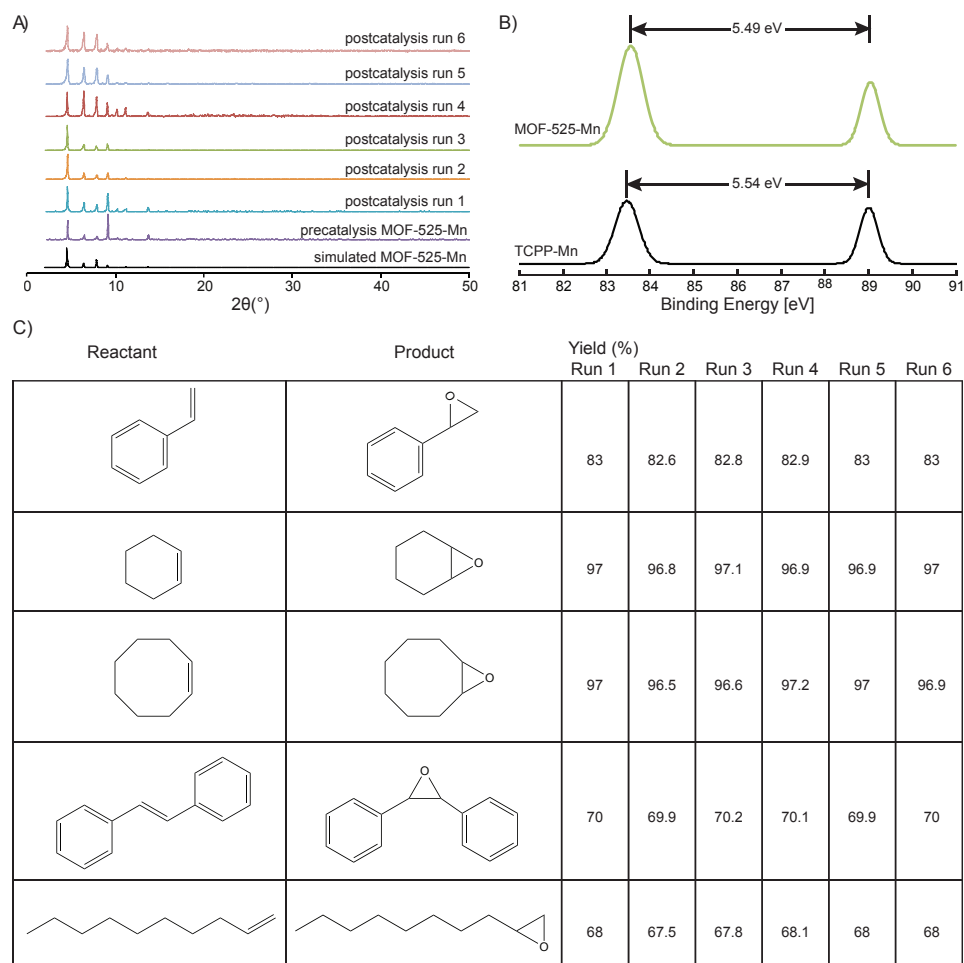 A)
postcatalysis run 6
postcatalysis run 5
postcatalysis run 4
postcatalysis run 3
postcatalysis run 2
postcatalysis run 1
precatalysis MOF-525-Mn
simulated MOF-525-Mn
0 10 20 30 40 50
2θ(°)
B)
5.49 eV
MOF-525-Mn
5.54 eV
TCPP-Mn
81 82 83 84 85 86 87 88 89 90 91
Binding Energy [eV]
C)
Reactant Product Yield (%)
Run 1 Run 2 Run 3 Run 4 Run 5 Run 6
O
83 82.6 82.8 82.9 83 83
O
97 96.8 97.1 96.9 96.9 97
O
97 96.5 96.6 97.2 97 96.9
O
70 69.9 70.2 70.1 69.9 70
O
68 67.5 67.8 68.1 68 68